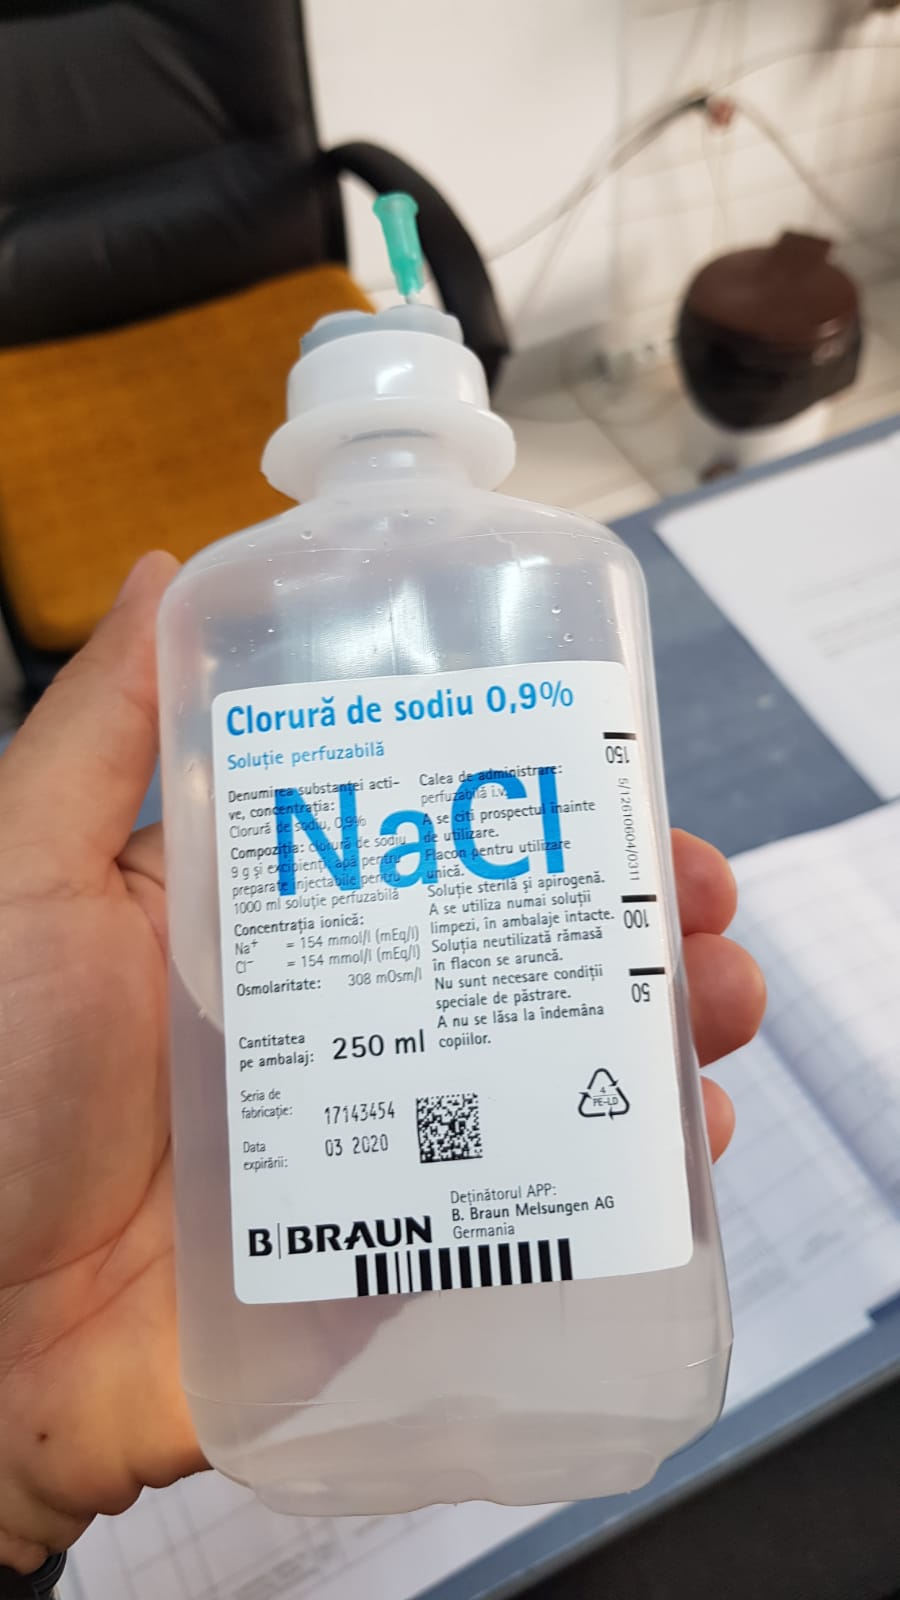 Clorură de sodiu 0,9%
Soluție perfuzabilă
NaCl
Denumirea substanței acti-
ve, concentrația:
Clorură de sodiu, 0,9%
Compoziția: clorură de sodiu
9 g și excipienți, apă pentru
preparate injectabile pentru
1000 ml soluție perfuzabilă
Concentrația ionică:
Na+ = 154 mmol/l (mEq/l)
Cl− = 154 mmol/l (mEq/l)
Osmolaritate: 308 mOsm/l
Cantitatea
pe ambalaj: 250 ml
Calea de administrare:
perfuzabilă i.v.
A se citi prospectul înainte
de utilizare.
Flacon pentru utilizare
unică.
Soluție sterilă și apirogenă.
A se utiliza numai soluții
limpezi, în ambalaje intacte.
Soluția neutilizată rămasă
în flacon se aruncă.
Nu sunt necesare condiții
speciale de păstrare.
A nu se lăsa la îndemâna
copiilor.
150
100
50
5/12610604/0311
Seria de
fabricație: 17143454
Data
expirării: 03 2020
4
PE-LD
B|BRAUN
Deținătorul APP:
B. Braun Melsungen AG
Germania